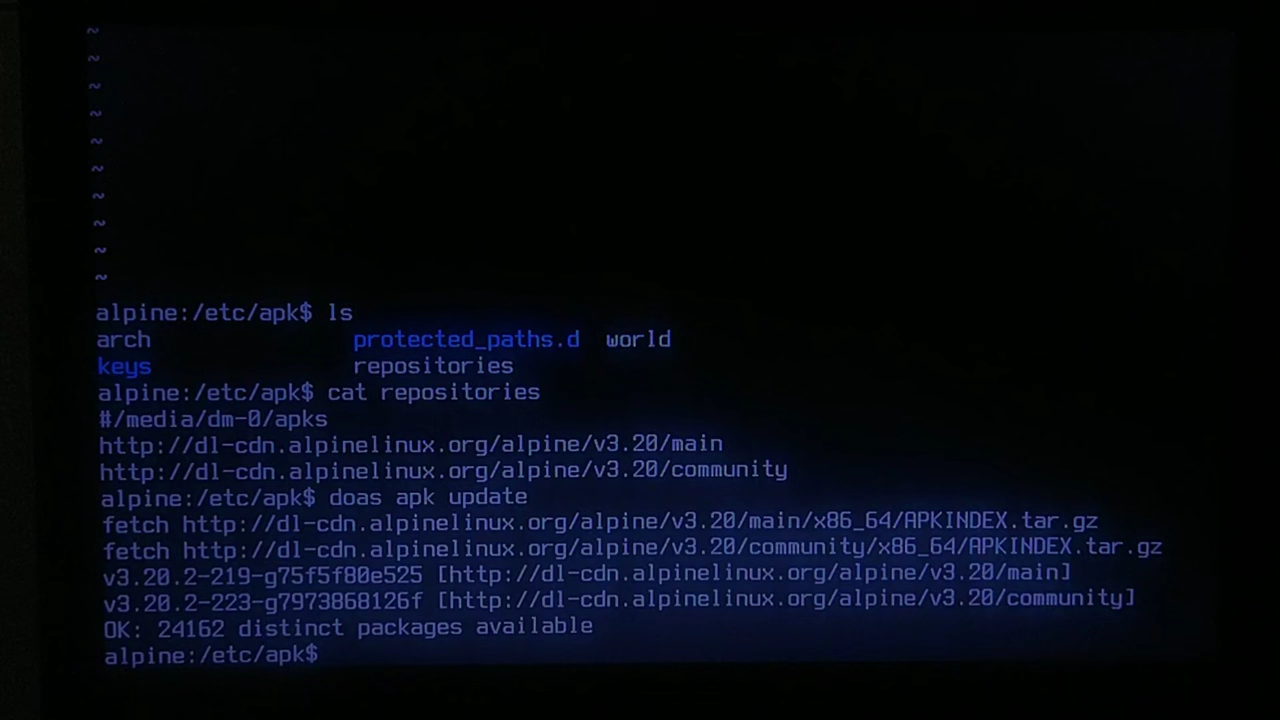 ~
~
~
~
~
~
~
~
~
~
alpine:/etc/apk$ ls
arch protected_paths.d world
keys repositories
alpine:/etc/apk$ cat repositories
#/media/dm-0/apks
http://dl-cdn.alpinelinux.org/alpine/v3.20/main
http://dl-cdn.alpinelinux.org/alpine/v3.20/community
alpine:/etc/apk$ doas apk update
fetch http://dl-cdn.alpinelinux.org/alpine/v3.20/main/x86_64/APKINDEX.tar.gz
fetch http://dl-cdn.alpinelinux.org/alpine/v3.20/community/x86_64/APKINDEX.tar.gz
v3.20.2-219-g75f5f80e525 [http://dl-cdn.alpinelinux.org/alpine/v3.20/main]
v3.20.2-223-g7973868126f [http://dl-cdn.alpinelinux.org/alpine/v3.20/community]
OK: 24162 distinct packages available
alpine:/etc/apk$